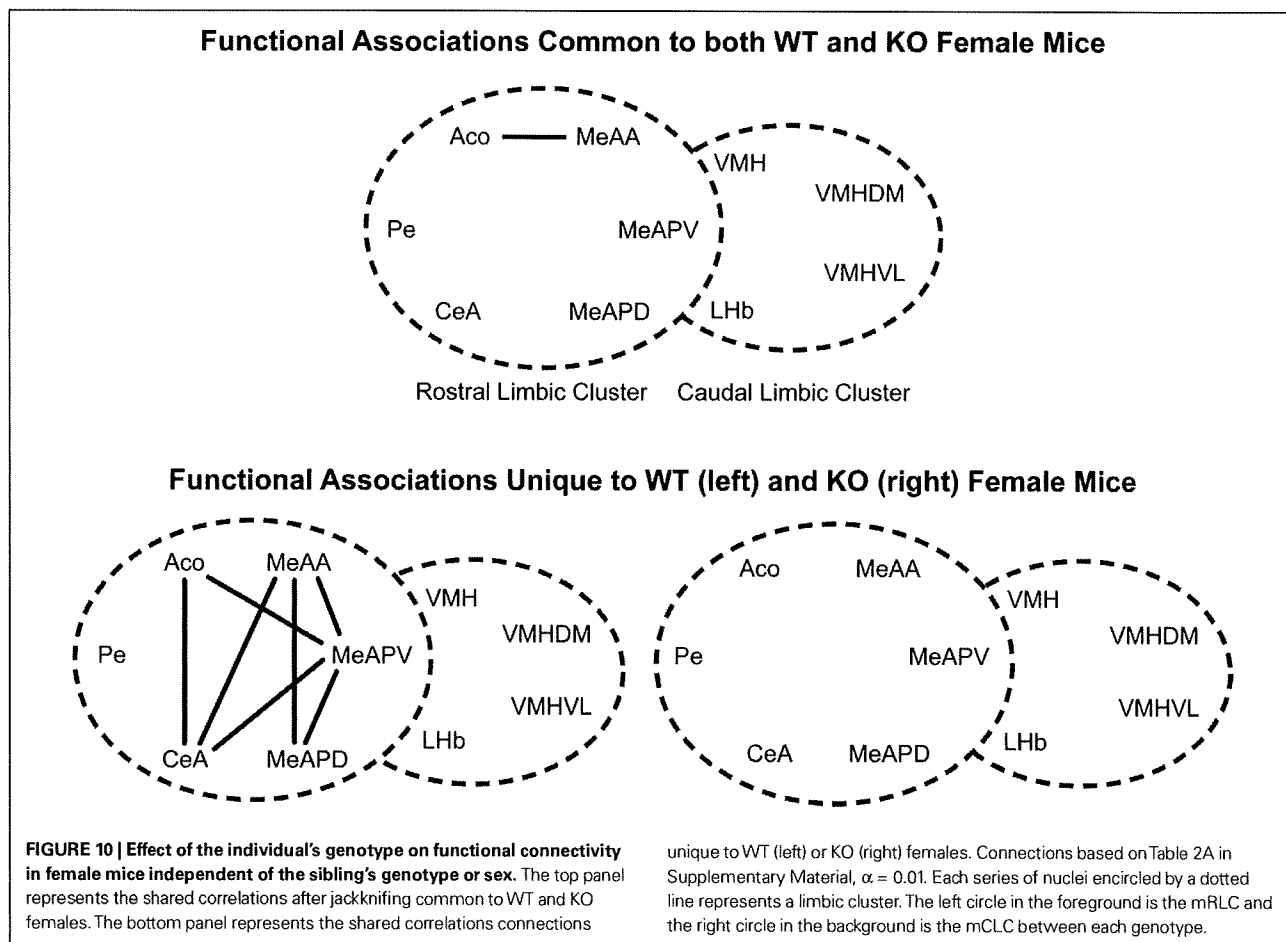 Functional Associations Common to both WT and KO Female Mice
Aco MeAA
VMH
VMHDM
Pe MeAPV
VMHVL
CeA MeAPD LHb
Rostral Limbic Cluster Caudal Limbic Cluster
Functional Associations Unique to WT (left) and KO (right) Female Mice
Aco MeAA
VMH
VMHDM
Pe MeAPV
VMHVL
LHb
CeA MeAPD
Aco MeAA
VMH
VMHDM
Pe MeAPV
VMHVL
LHb
CeA MeAPD
FIGURE 10 | Effect of the individual's genotype on functional connectivity
in female mice independent of the sibling's genotype or sex. The top panel
represents the shared correlations after jackknifing common to WT and KO
females. The bottom panel represents the shared correlations connections
unique to WT (left) or KO (right) females. Connections based on Table 2A in
Supplementary Material, α = 0.01. Each series of nuclei encircled by a dotted
line represents a limbic cluster. The left circle in the foreground is the mRLC and
the right circle in the background is the mCLC between each genotype.